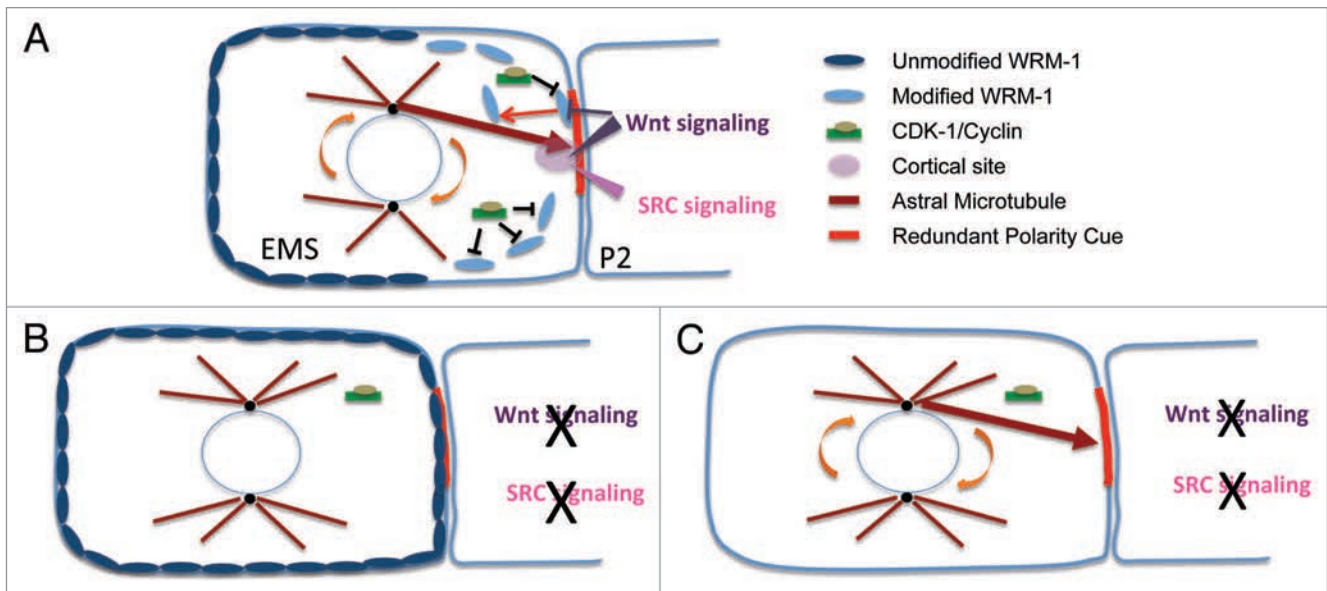 A
EMS
P2
Wnt signaling
SRC signaling
Unmodified WRM-1
Modified WRM-1
CDK-1/Cyclin
Cortical site
Astral Microtubule
Redundant Polarity Cue
B
Wnt signaling
X
SRC signaling
X
C
Wnt signaling
X
SRC signaling
X